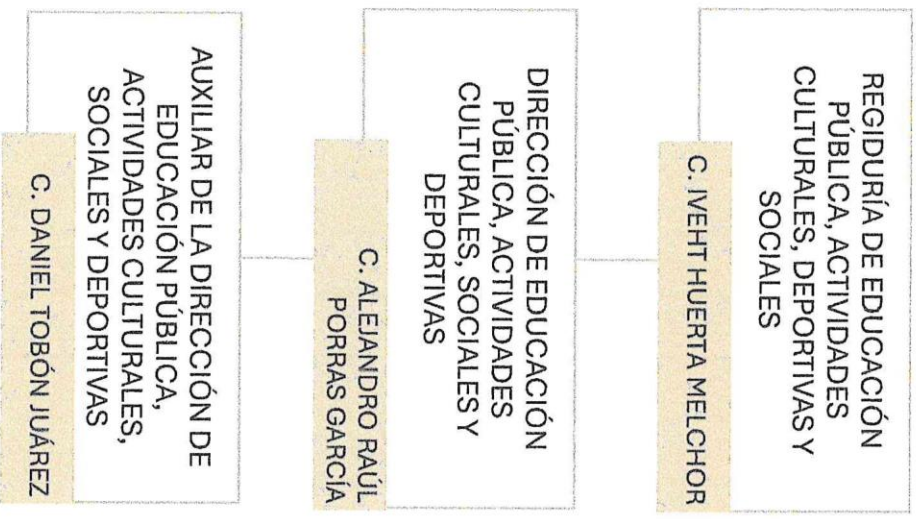 REGIDURÍA DE EDUCACIÓN
PÚBLICA, ACTIVIDADES
CULTURALES, DEPORTIVAS Y
SOCIALES
C. IVEHT HUERTA MELCHOR
DIRECCIÓN DE EDUCACIÓN
PÚBLICA, ACTIVIDADES
CULTURALES, SOCIALES Y
DEPORTIVAS
C. ALEJANDRO RAÚL
PORRAS GARCÍA
AUXILIAR DE LA DIRECCIÓN DE
EDUCACIÓN PÚBLICA,
ACTIVIDADES CULTURALES,
SOCIALES Y DEPORTIVAS
C. DANIEL TOBÓN JUÁREZ